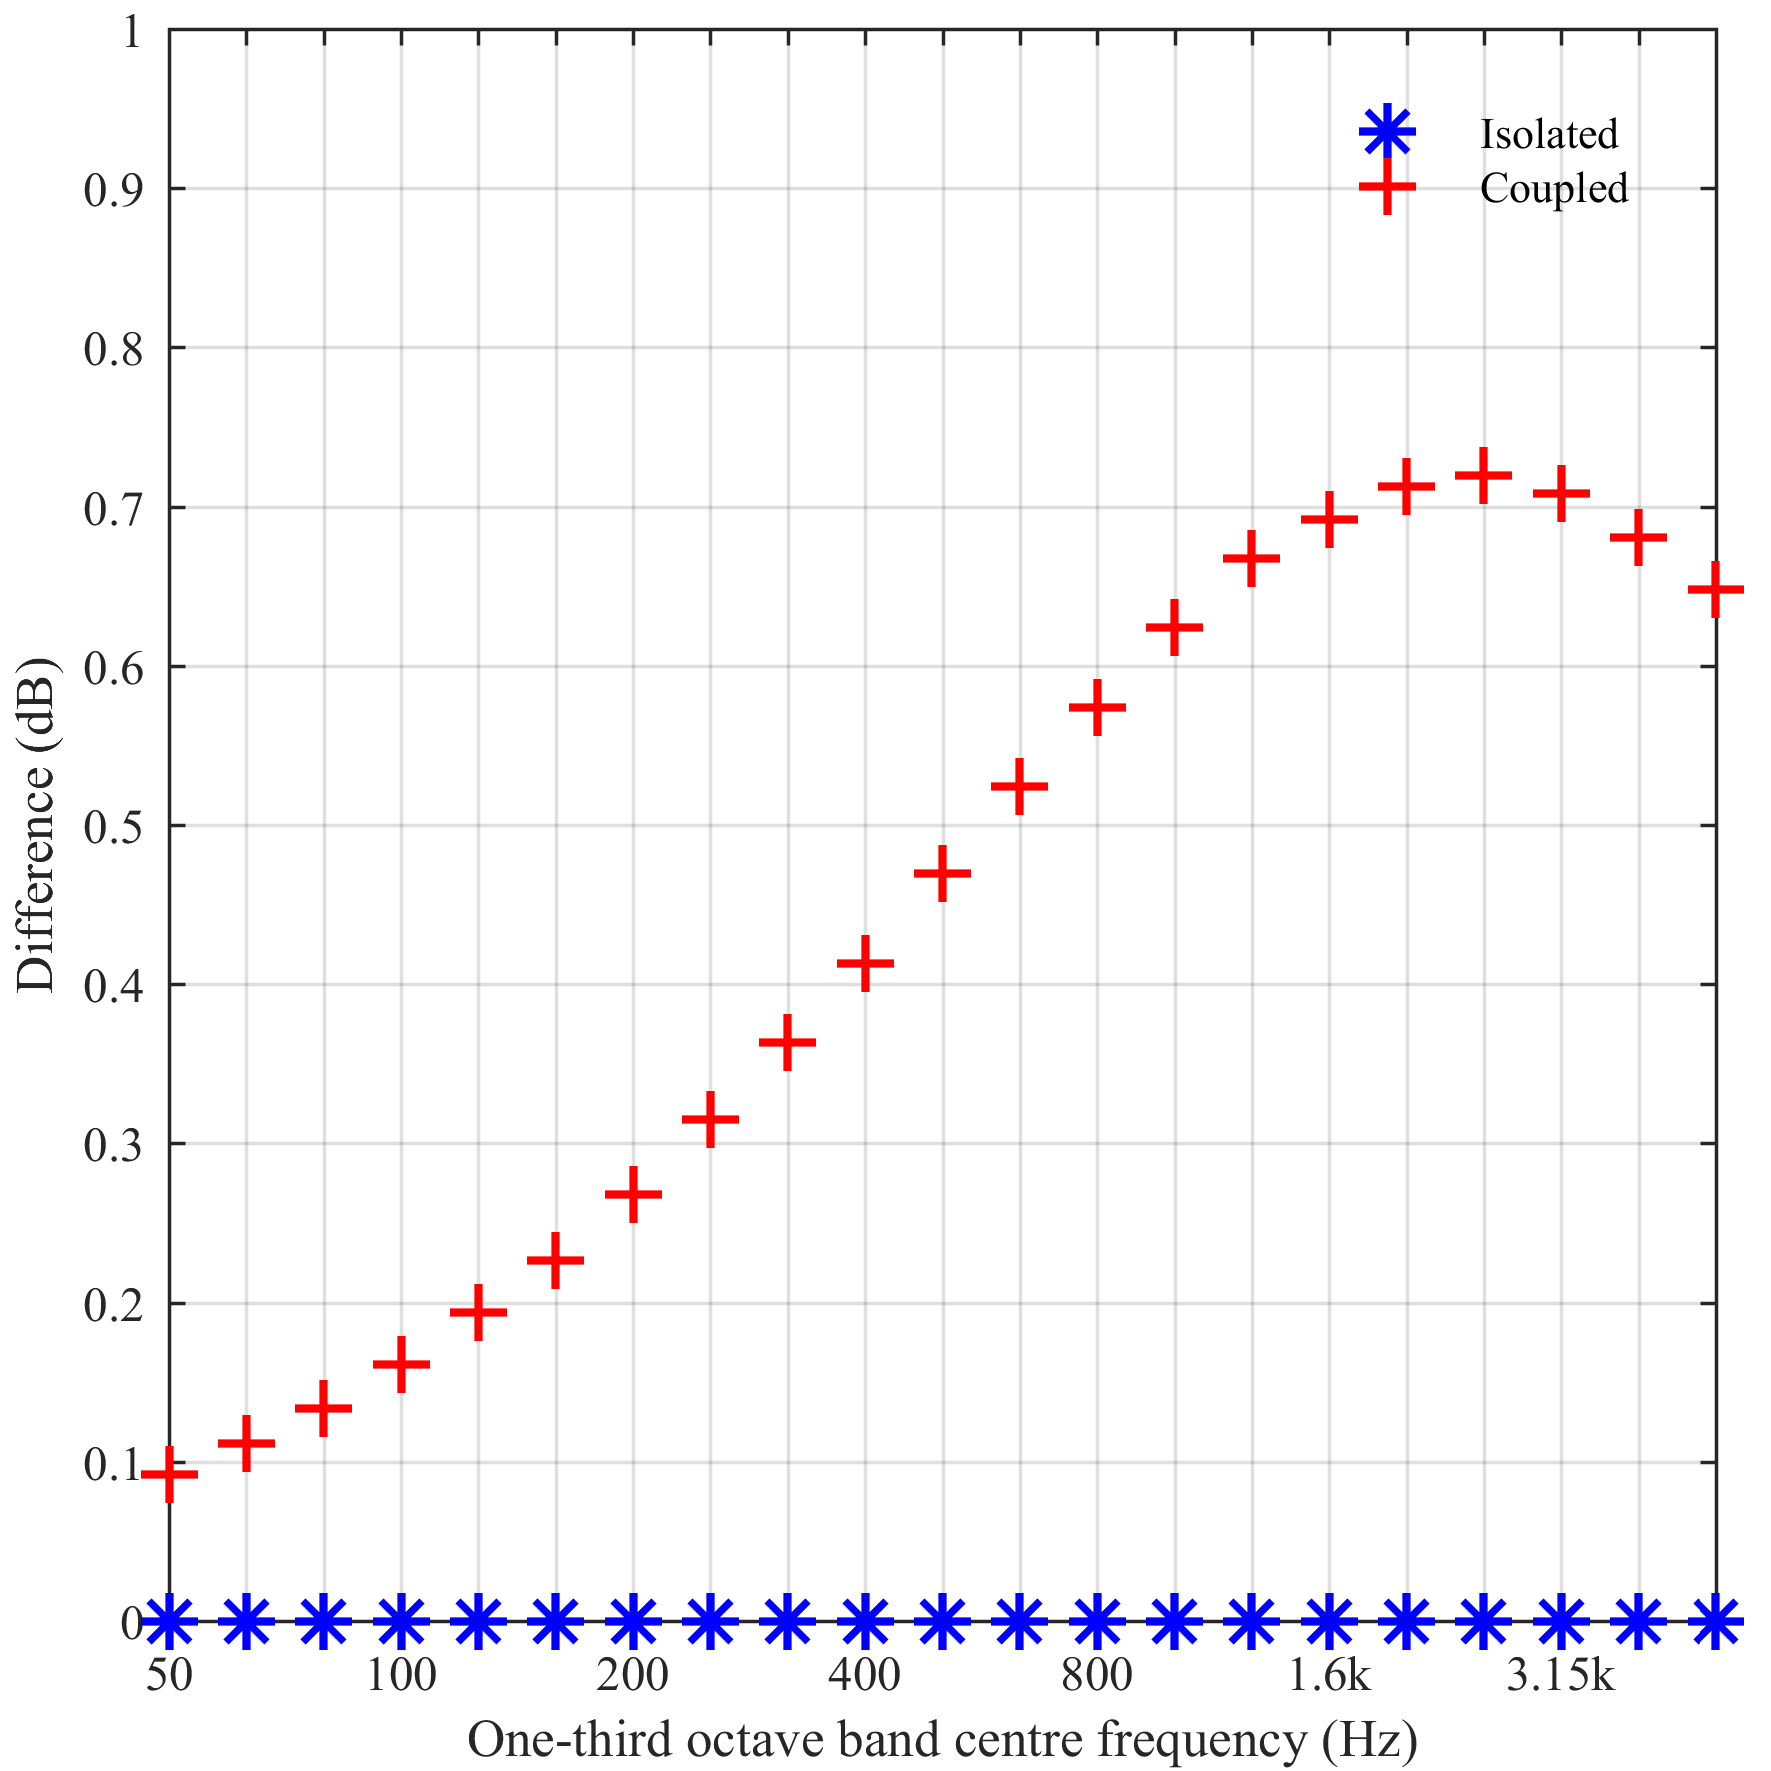 1
0.9
0.8
0.7
0.6
0.5
0.4
0.3
0.2
0.1
0
Difference (dB)
Isolated
Coupled
50 100 200 400 800 1.6k 3.15k
One-third octave band centre frequency (Hz)